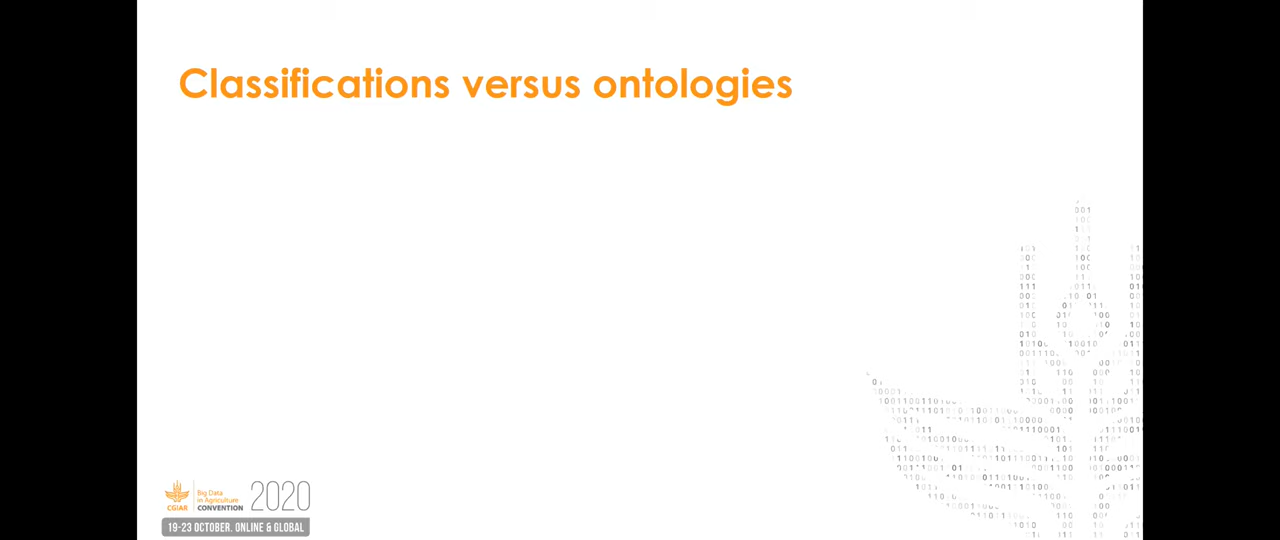 Classifications versus ontologies
Big Data
in Agriculture
CGIAR CONVENTION 2020
19-23 OCTOBER. ONLINE & GLOBAL